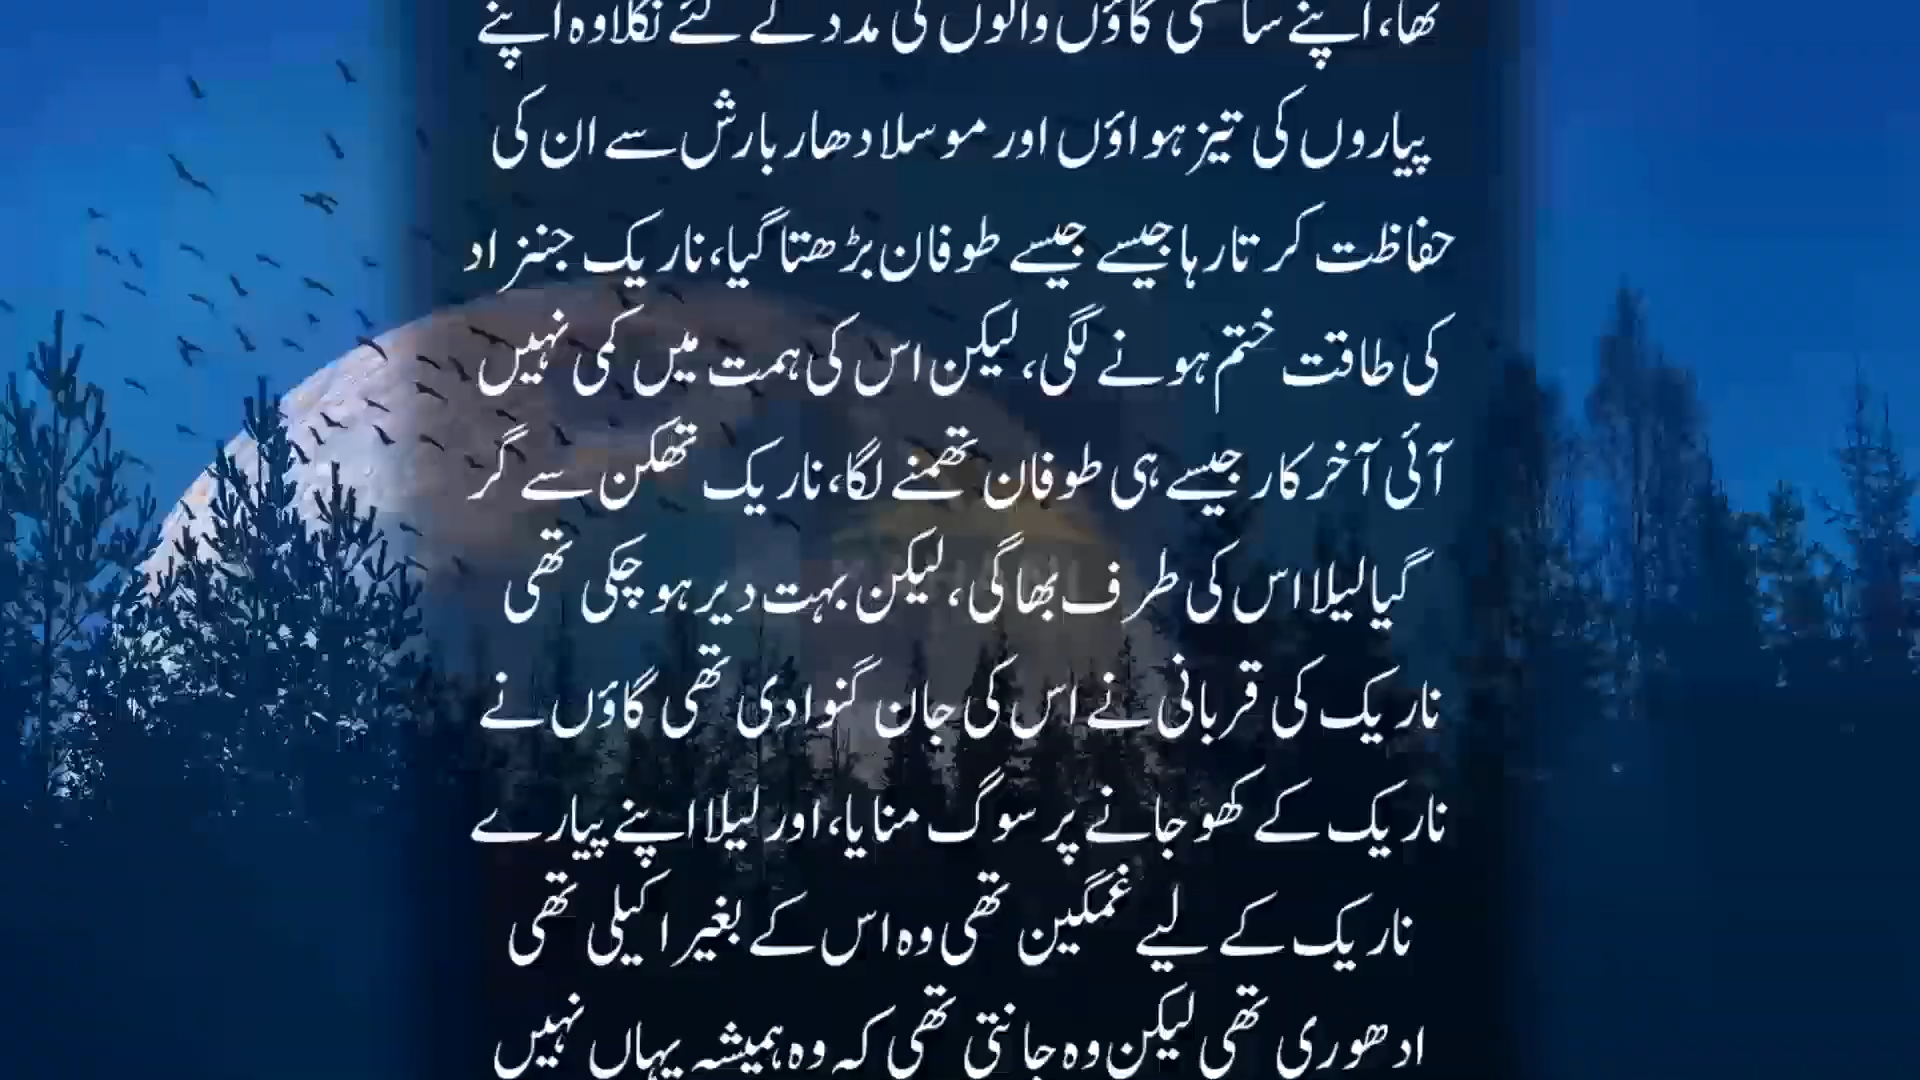 تھا، اپنے ساتھی گاؤں والوں کی مدد کے لئے نکلا وہ اپنے
پیاروں کی تیز ہواؤں اور موسلا دھار بارش سے ان کی
حفاظت کرتا رہا جیسے جیسے طوفان بڑھتا گیا، ناریک جنزاد
کی طاقت ختم ہونے لگی، لیکن اس کی ہمت میں کمی نہیں
آئی آخر کار جیسے ہی طوفان تھمنے لگا، ناریک تھکن سے گر
گیا لیلا اس کی طرف بھاگی، لیکن بہت دیر ہو چکی تھی
ناریک کی قربانی نے اس کی جان گنوا دی تھی گاؤں نے
ناریک کے کھو جانے پر سوگ منایا، اور لیلا اپنے پیارے
ناریک کے لیے غمگین تھی وہ اس کے بغیر اکیلی تھی
ادھوری تھی لیکن وہ جانتی تھی کہ وہ ہمیشہ یہاں نہیں